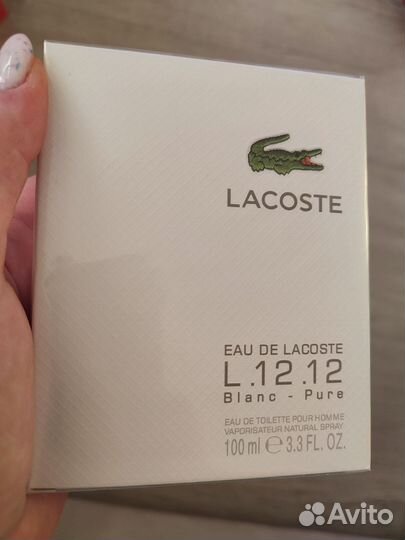 LACOSTE
EAU DE LACOSTE
L.12.12
Blanc - Pure
EAU DE TOILETTE POUR HOMME
VAPORISATEUR NATURAL SPRAY
100 ml ℮ 3.3 FL. OZ.
Avito